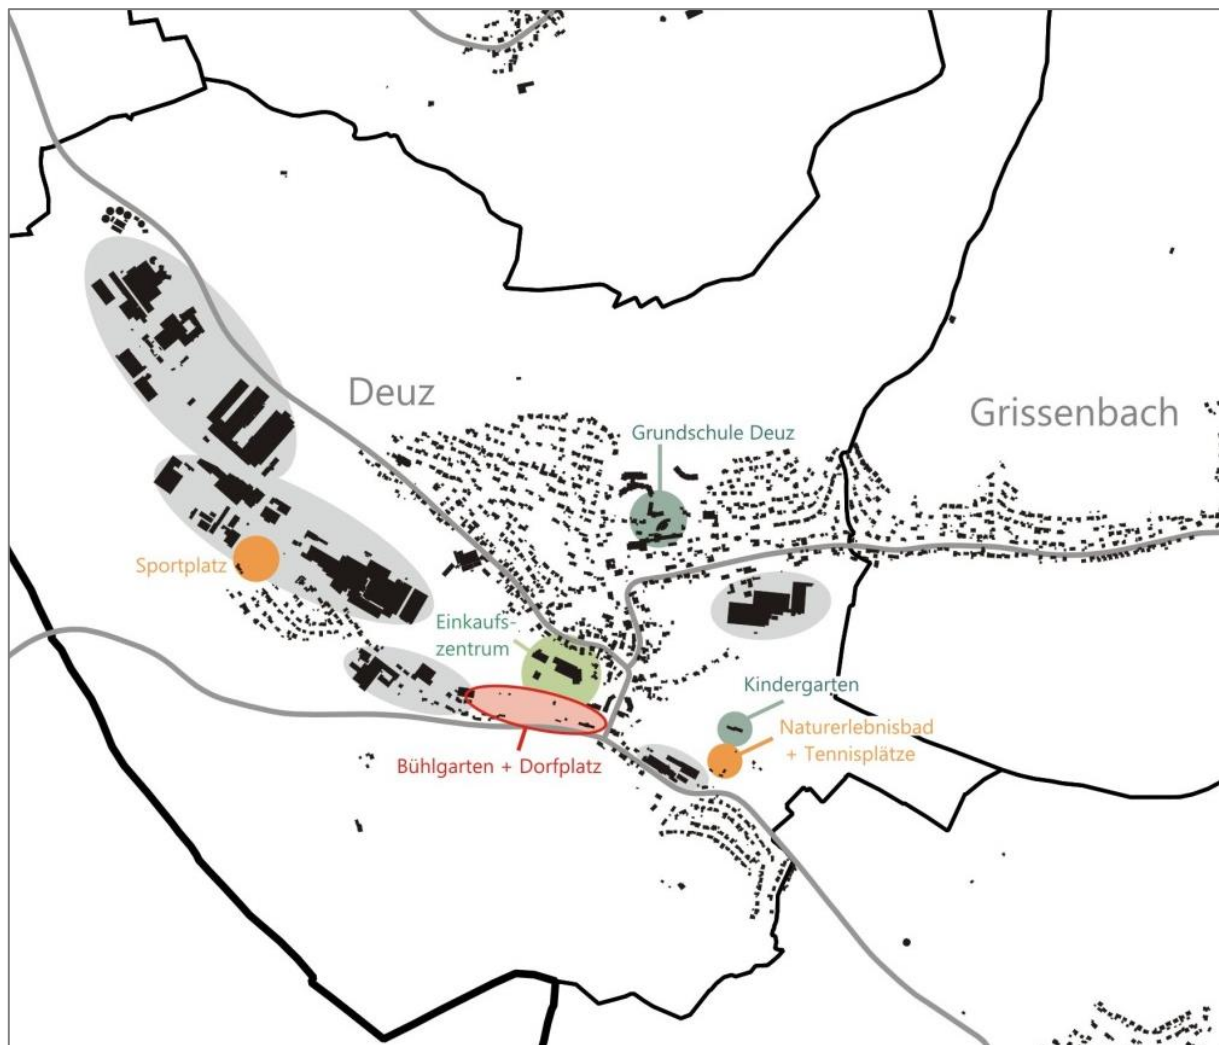 Deuz
Grissenbach
Grundschule Deuz
Sportplatz
Einkaufs-
zentrum
Kindergarten
Naturerlebnisbad
+ Tennisplätze
Bühlgarten + Dorfplatz